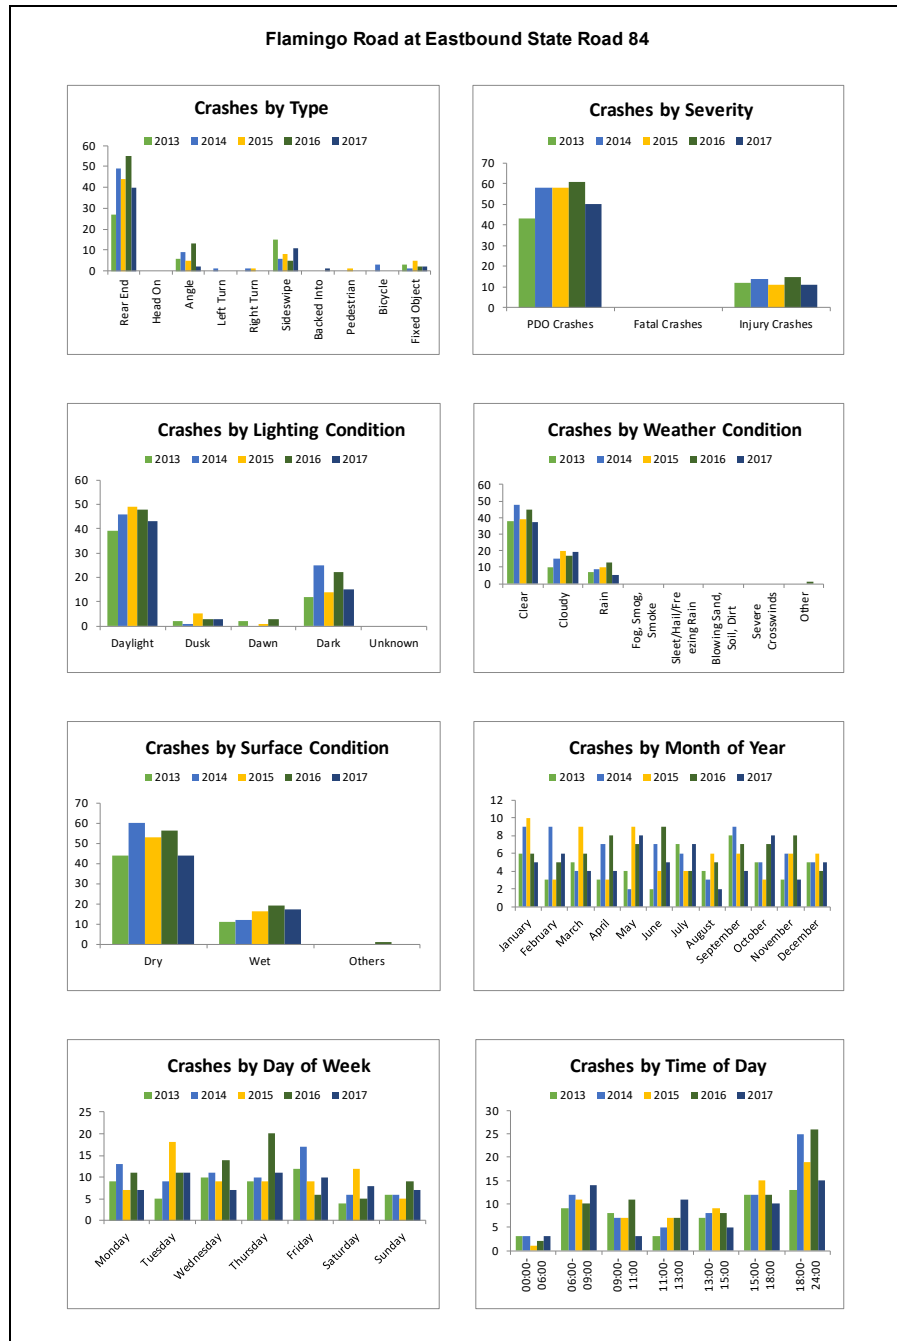 Flamingo Road at Eastbound State Road 84
Crashes by Type
2013 2014 2015 2016 2017
60
50
40
30
20
10
0
Rear End
Head On
Angle
Left Turn
Right Turn
Sideswipe
Backed Into
Pedestrian
Bicycle
Fixed Object
Crashes by Severity
2013 2014 2015 2016 2017
70
60
50
40
30
20
10
0
PDO Crashes Fatal Crashes Injury Crashes
Crashes by Lighting Condition
2013 2014 2015 2016 2017
60
50
40
30
20
10
0
Daylight Dusk Dawn Dark Unknown
Crashes by Weather Condition
2013 2014 2015 2016 2017
60
50
40
30
20
10
0
Clear
Cloudy
Rain
Fog, Smog,
Smoke
Sleet/Hail/Fre
ezing Rain
Blowing Sand,
Soil, Dirt
Severe
Crosswinds
Other
Crashes by Surface Condition
2013 2014 2015 2016 2017
70
60
50
40
30
20
10
0
Dry Wet Others
Crashes by Month of Year
2013 2014 2015 2016 2017
12
10
8
6
4
2
0
January
February
March
April
May
June
July
August
September
October
November
December
Crashes by Day of Week
2013 2014 2015 2016 2017
25
20
15
10
5
0
Monday
Tuesday
Wednesday
Thursday
Friday
Saturday
Sunday
Crashes by Time of Day
2013 2014 2015 2016 2017
30
25
20
15
10
5
0
00:00-
06:00
06:00-
09:00
09:00-
11:00
11:00-
13:00
13:00-
15:00
15:00-
18:00
18:00-
24:00